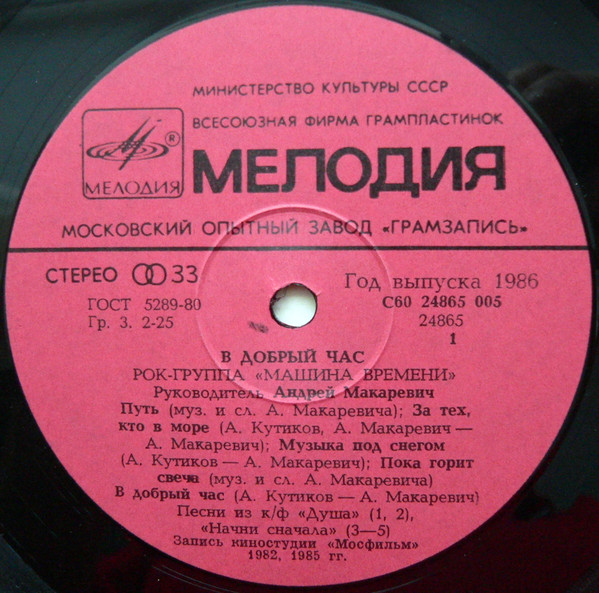 МИНИСТЕРСТВО КУЛЬТУРЫ СССР
ВСЕСОЮЗНАЯ ФИРМА ГРАМПЛАСТИНОК
®
МЕЛОДИЯ
МЕЛОДИЯ
МОСКОВСКИЙ ОПЫТНЫЙ ЗАВОД «ГРАМЗАПИСЬ»
СТЕРЕО 33
Год выпуска 1986
ГОСТ 5289-80
С60 24865 005
Гр. 3. 2-25
24865
1
В ДОБРЫЙ ЧАС
РОК-ГРУППА «МАШИНА ВРЕМЕНИ»
Руководитель Андрей Макаревич
Путь (муз. и сл. А. Макаревича); За тех,
кто в море (А. Кутиков, А. Макаревич —
А. Макаревич); Музыка под снегом
(А. Кутиков — А. Макаревич); Пока горит
свеча (муз. и сл. А. Макаревича)
В добрый час (А. Кутиков — А. Макаревич)
Песни из к/ф «Душа» (1, 2),
«Начни сначала» (3—5)
Запись киностудии «Мосфильм»
1982, 1985 гг.